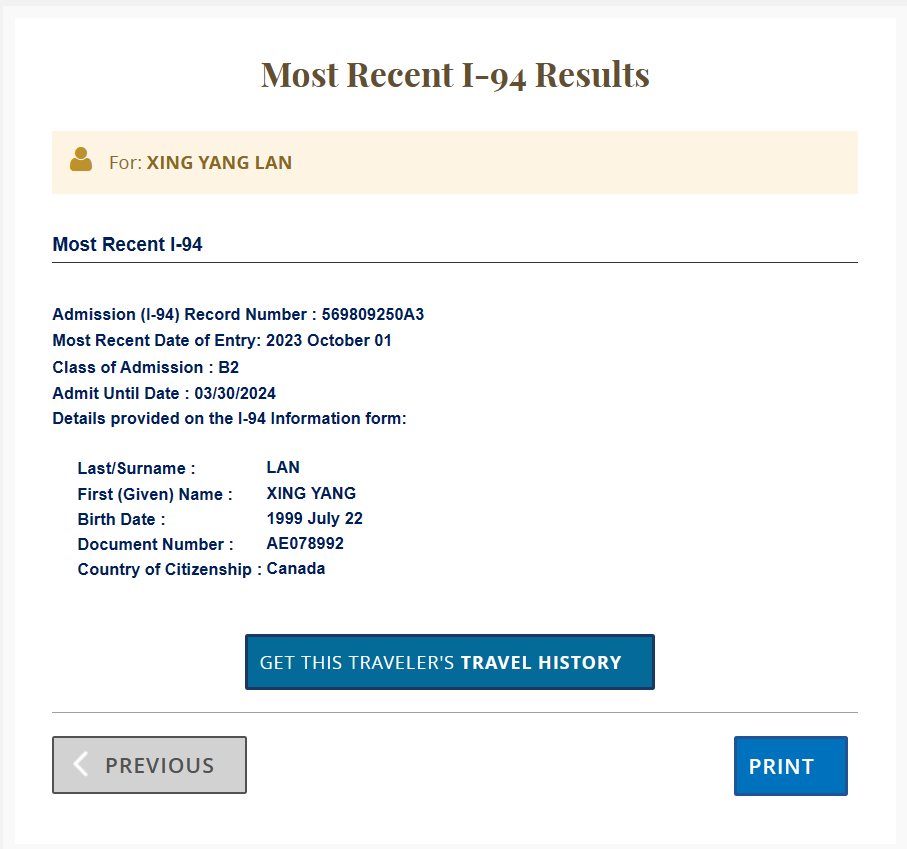 Most Recent I-94 Results
For: XING YANG LAN
Most Recent I-94
Admission (I-94) Record Number : 569809250A3
Most Recent Date of Entry: 2023 October 01
Class of Admission : B2
Admit Until Date : 03/30/2024
Details provided on the I-94 Information form:
Last/Surname : LAN
First (Given) Name : XING YANG
Birth Date : 1999 July 22
Document Number : AE078992
Country of Citizenship : Canada
GET THIS TRAVELER'S TRAVEL HISTORY
PREVIOUS
PRINT